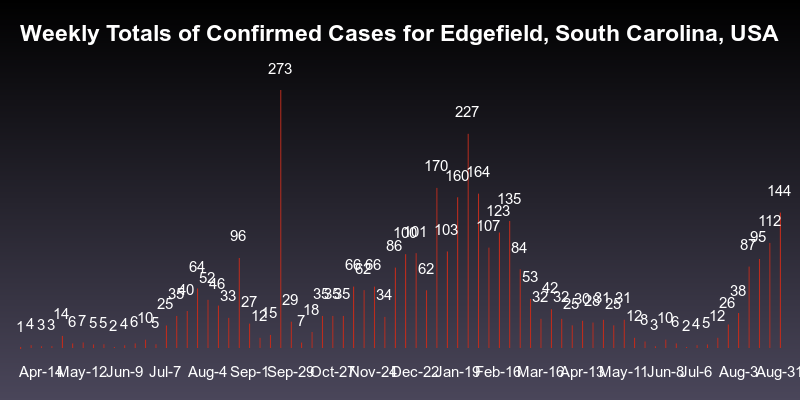 Weekly Totals of Confirmed Cases for Edgefield, South Carolina, USA
1 4 3 3 14 6 7 5 5 2 4 6 10 5 25 35 40 64 52 46 33 96 27 12 15 273 29 7 18 35 35 35 66 62 66 34 86 100 101 62 170 103 160 227 164 107 123 135 84 53 32 42 32 25 30 28 31 25 31 12 8 3 10 6 2 4 5 12 26 38 87 95 112 144
Apr-14 May-12 Jun-9 Jul-7 Aug-4 Sep-1 Sep-29 Oct-27 Nov-24 Dec-22 Jan-19 Feb-16 Mar-16 Apr-13 May-11 Jun-8 Jul-6 Aug-3 Aug-31